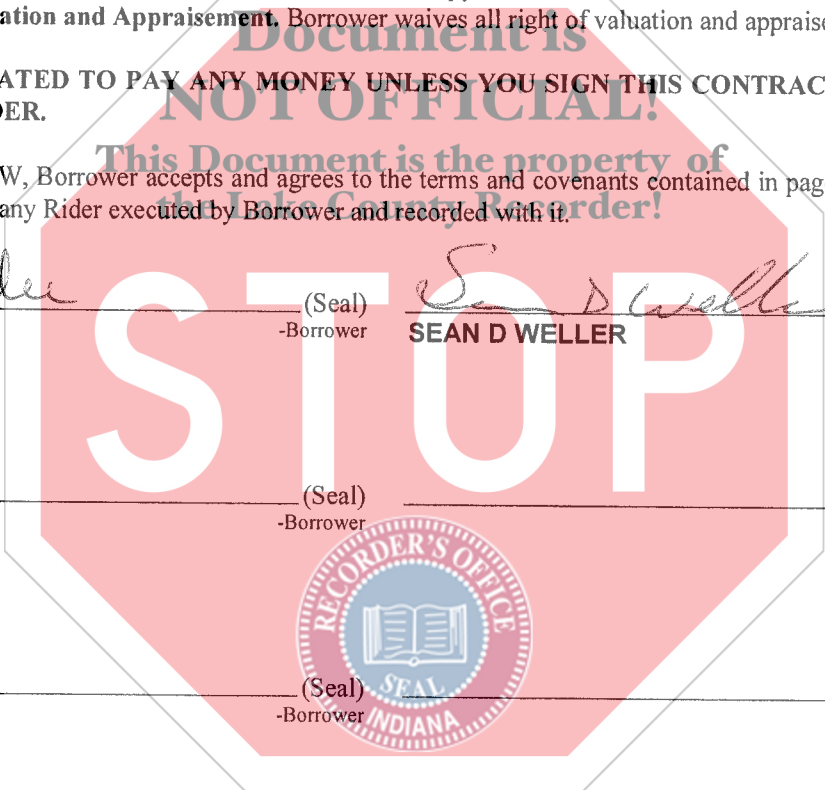 ation and Appraisement. Borrower waives all right of valuation and appraise
Document is
ATED TO PAY ANY MONEY UNLESS YOU SIGN THIS CONTRAC
NOT OFFICIAL!
ER.
This Document is the property of
W, Borrower accepts and agrees to the terms and covenants contained in pag
the Lake County Recorder!
any Rider executed by Borrower and recorded with it.
(Seal) Sean D Weller
-Borrower SEAN D WELLER
STOP
(Seal)
-Borrower
RECORDER'S OFFICE
(Seal)
SEAL
-Borrower
INDIANA